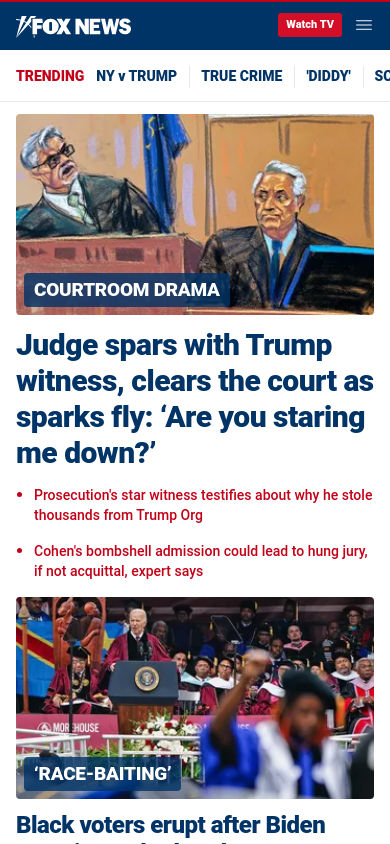 FOX NEWS
Watch TV
TRENDING NY v TRUMP TRUE CRIME 'DIDDY' SC
COURTROOM DRAMA
Judge spars with Trump
witness, clears the court as
sparks fly: ‘Are you staring
me down?’
Prosecution's star witness testifies about why he stole
thousands from Trump Org
Cohen's bombshell admission could lead to hung jury,
if not acquittal, expert says
MOREHOUSE
‘RACE-BAITING’
Black voters erupt after Biden